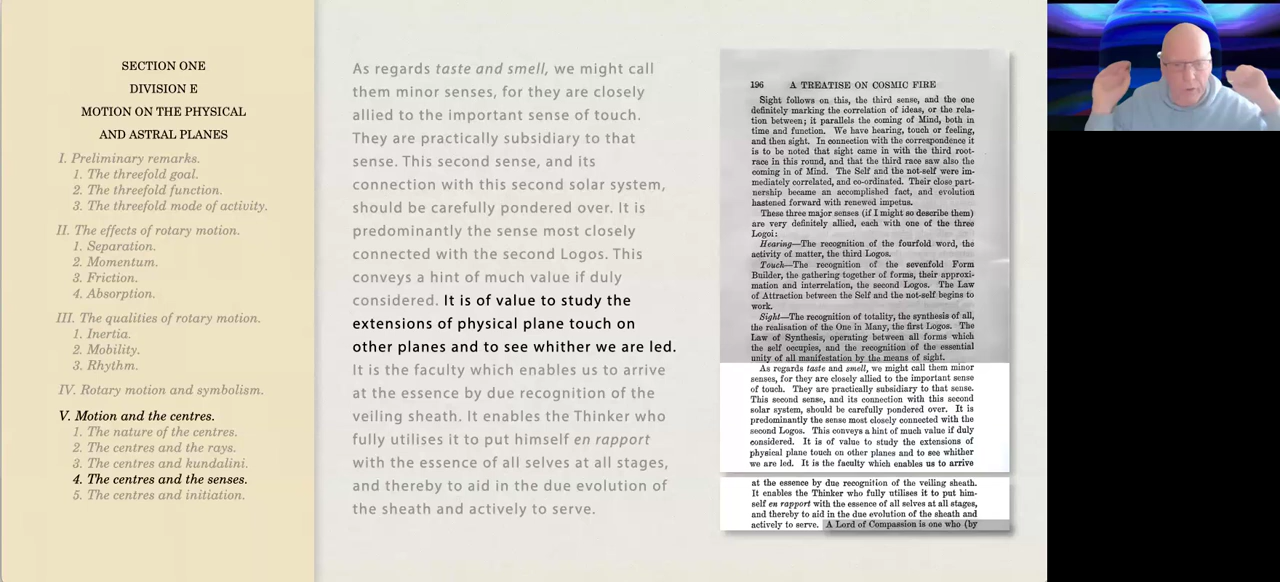 SECTION ONE
DIVISION E
MOTION ON THE PHYSICAL
AND ASTRAL PLANES
I. Preliminary remarks.
1. The threefold goal.
2. The threefold function.
3. The threefold mode of activity.
II. The effects of rotary motion.
1. Separation.
2. Momentum.
3. Friction.
4. Absorption.
III. The qualities of rotary motion.
1. Inertia.
2. Mobility.
3. Rhythm.
IV. Rotary motion and symbolism.
V. Motion and the centres.
1. The nature of the centres.
2. The centres and the rays.
3. The centres and kundalini.
4. The centres and the senses.
5. The centres and initiation.
As regards taste and smell, we might call
them minor senses, for they are closely
allied to the important sense of touch.
They are practically subsidiary to that
sense. This second sense, and its
connection with this second solar system,
should be carefully pondered over. It is
predominantly the sense most closely
connected with the second Logos. This
conveys a hint of much value if duly
considered. It is of value to study the
extensions of physical plane touch on
other planes and to see whither we are led.
It is the faculty which enables us to arrive
at the essence by due recognition of the
veiling sheath. It enables the Thinker who
fully utilises it to put himself en rapport
with the essence of all selves at all stages,
and thereby to aid in the due evolution of
the sheath and actively to serve.
196 A TREATISE ON COSMIC FIRE
Sight follows on this, the third sense, and the one
definitely marking the correlation of ideas, or the rela-
tion between; it parallels the coming of Mind, both in
time and function. We have hearing, touch or feeling,
and then sight. In connection with the correspondence it
is to be noted that sight came in with the third root-
race in this round, and that the third race saw also the
coming in of Mind. The Self and the not-self were im-
mediately correlated, and co-ordinated. Their close part-
nership became an accomplished fact, and evolution
hastened forward with renewed impetus.
These three major senses (if I might so describe them)
are very definitely allied, each with one of the three
Logoi:
Hearing—The recognition of the fourfold word, the
activity of matter, the third Logos.
Touch—The recognition of the sevenfold Form
Builder, the gathering together of forms, their approxi-
mation and interrelation, the second Logos. The Law
of Attraction between the Self and the not-self begins to
work.
Sight—The recognition of totality, the synthesis of all,
the realisation of the One in Many, the first Logos. The
Law of Synthesis, operating between all forms which
the self occupies, and the recognition of the essential
unity of all manifestation by the means of sight.
As regards taste and smell, we might call them minor
senses, for they are closely allied to the important sense
of touch. They are practically subsidiary to that sense.
This second sense, and its connection with this second
solar system, should be carefully pondered over. It is
predominantly the sense most closely connected with the
second Logos. This conveys a hint of much value if duly
considered. It is of value to study the extensions of
physical plane touch on other planes and to see whither
we are led. It is the faculty which enables us to arrive
at the essence by due recognition of the veiling sheath.
It enables the Thinker who fully utilises it to put him-
self en rapport with the essence of all selves at all stages,
and thereby to aid in the due evolution of the sheath and
actively to serve. A Lord of Compassion is one who (by